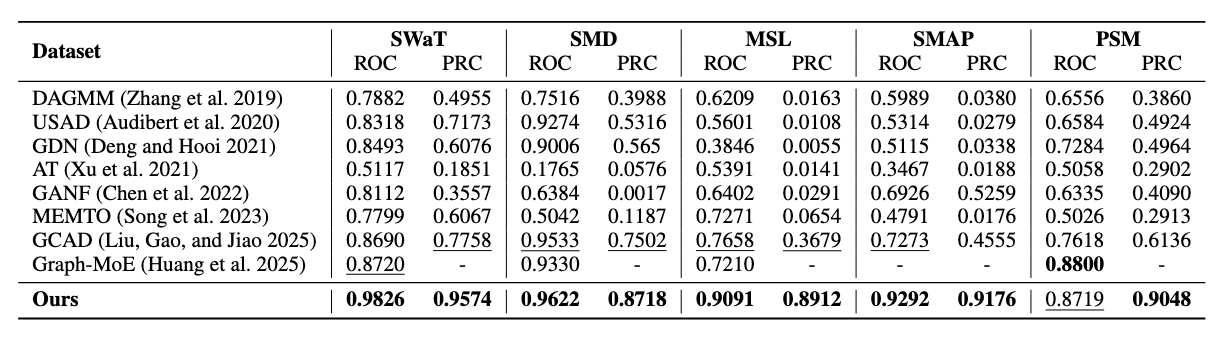 Dataset SWaT SMD MSL SMAP PSM
ROC PRC ROC PRC ROC PRC ROC PRC ROC PRC
DAGMM (Zhang et al. 2019) 0.7882 0.4955 0.7516 0.3988 0.6209 0.0163 0.5989 0.0380 0.6556 0.3860
USAD (Audibert et al. 2020) 0.8318 0.7173 0.9274 0.5316 0.5601 0.0108 0.5314 0.0279 0.6584 0.4924
GDN (Deng and Hooi 2021) 0.8493 0.6076 0.9006 0.565 0.3846 0.0055 0.5115 0.0338 0.7284 0.4964
AT (Xu et al. 2021) 0.5117 0.1851 0.1765 0.0576 0.5391 0.0141 0.3467 0.0188 0.5058 0.2902
GANF (Chen et al. 2022) 0.8112 0.3557 0.6384 0.0017 0.6402 0.0291 0.6926 0.5259 0.6335 0.4090
MEMTO (Song et al. 2023) 0.7799 0.6067 0.5042 0.1187 0.7271 0.0654 0.4791 0.0176 0.5026 0.2913
GCAD (Liu, Gao, and Jiao 2025) 0.8690 0.7758 0.9533 0.7502 0.7658 0.3679 0.7273 0.4555 0.7618 0.6136
Graph-MoE (Huang et al. 2025) 0.8720 - 0.9330 - 0.7210 - - - 0.8800 -
Ours 0.9826 0.9574 0.9622 0.8718 0.9091 0.8912 0.9292 0.9176 0.8719 0.9048